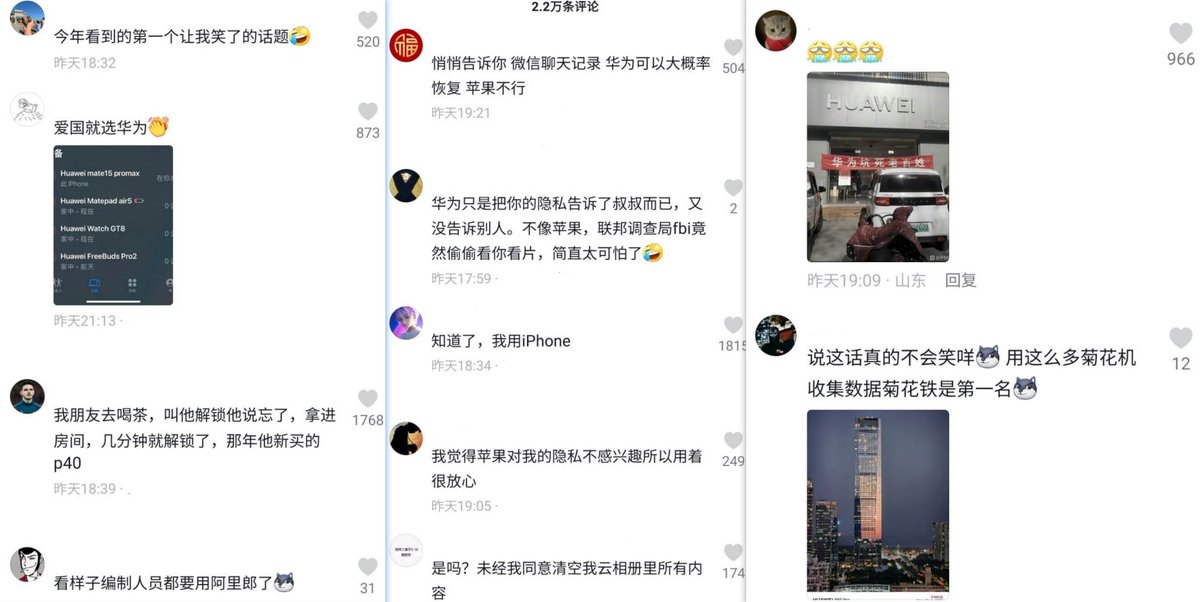 今年看到的第一个让我笑了的话题🤣
520
昨天18:32
爱国就选华为👏
873
备
Huawei mate15 promax
此 iPhone
Huawei Matepad air5
家中・现在
Huawei Watch GT8
家中・现在
Huawei FreeBuds Pro2
家中・前天
昨天21:13 ·
我朋友去喝茶，叫他解锁他说忘了，拿进
1768
房间，几分钟就解锁了，那年他新买的
p40
昨天18:39 ·
看样子编制人员都要用阿里郎了
31
2.2万条评论
悄悄告诉你 微信聊天记录 华为可以大概率
504
恢复 苹果不行
昨天19:21
华为只是把你的隐私告诉了叔叔而已，又
2
没告诉别人。不像苹果，联邦调查局fbi竟
然偷偷看你看片，简直太可怕了🤣
昨天17:59 ·
知道了，我用iPhone
1815
昨天18:34 ·
我觉得苹果对我的隐私不感兴趣所以用着
249
很放心
昨天19:05 ·
是吗？未经我同意清空我云相册里所有内
174
容
😭😭😭
966
HUAWEI
华为坑死老百姓
昨天19:09 · 山东 回复
说这话真的不会笑咩 用这么多菊花机
12
收集数据菊花铁是第一名